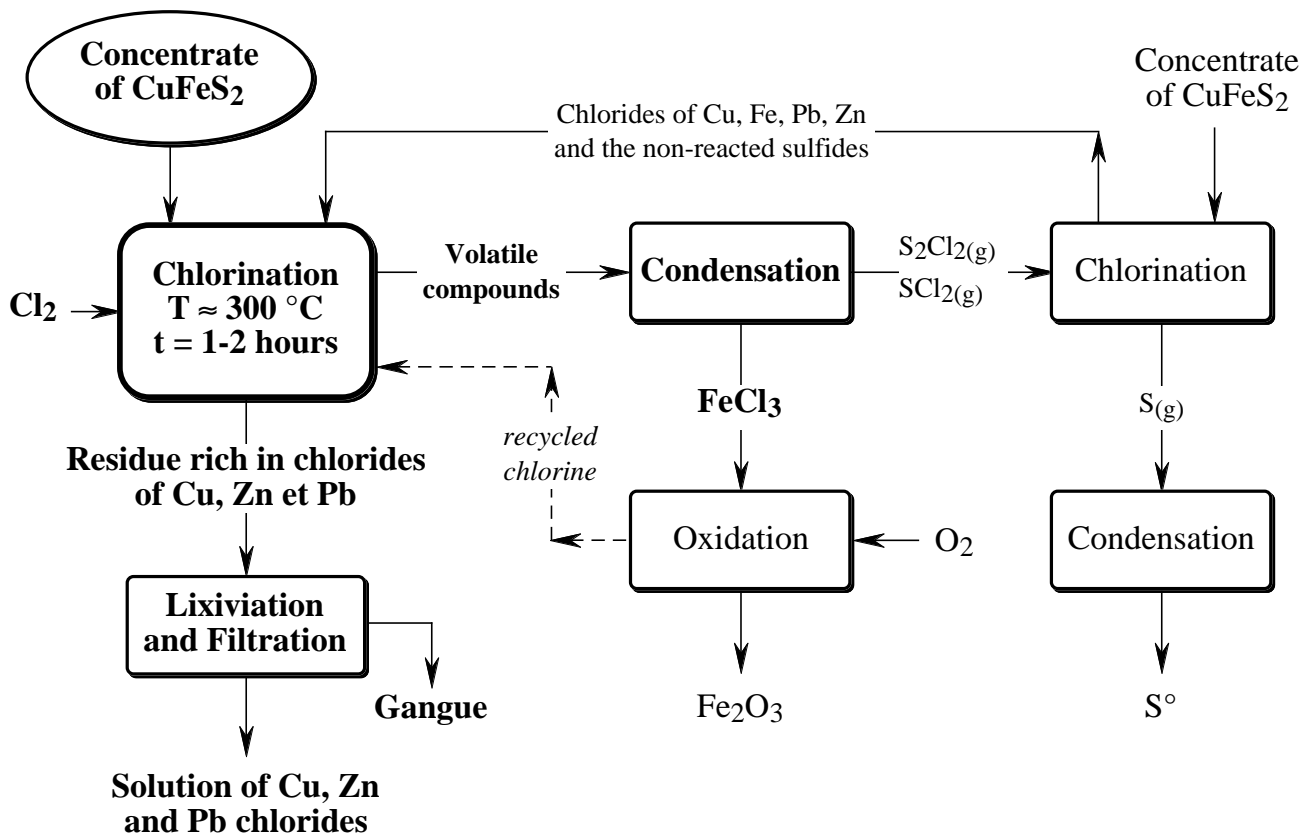 Concentrate
of CuFeS₂
Concentrate
of CuFeS₂
Chlorides of Cu, Fe, Pb, Zn
and the non-reacted sulfides
Cl₂
Chlorination
T ≈ 300 °C
t = 1-2 hours
Volatile
compounds
Condensation
S₂Cl₂(g)
SCl₂(g)
Chlorination
FeCl₃
S(g)
recycled
chlorine
Residue rich in chlorides
of Cu, Zn et Pb
Oxidation
O₂
Condensation
Lixiviation
and Filtration
Gangue
Fe₂O₃
S°
Solution of Cu, Zn
and Pb chlorides